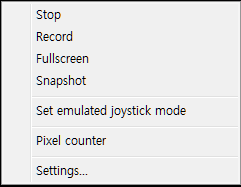 Stop
Record
Fullscreen
Snapshot
Set emulated joystick mode
Pixel counter
Settings...